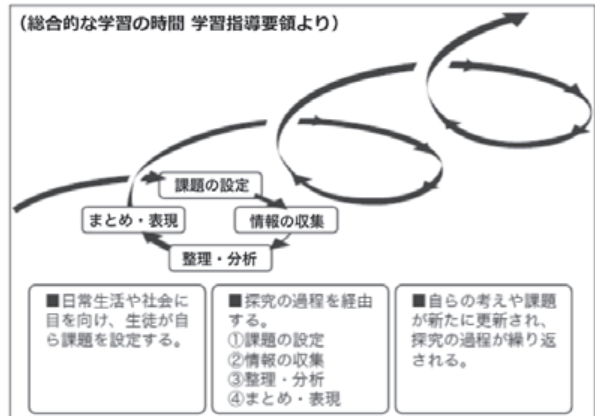 (総合的な学習の時間 学習指導要領より)
課題の設定
まとめ・表現
情報の収集
整理・分析
■日常生活や社会に
目を向け、生徒が自
ら課題を設定する。
■探究の過程を経由
する。
①課題の設定
②情報の収集
③整理・分析
④まとめ・表現
■自らの考えや課題
が新たに更新され、
探究の過程が繰り返
される。